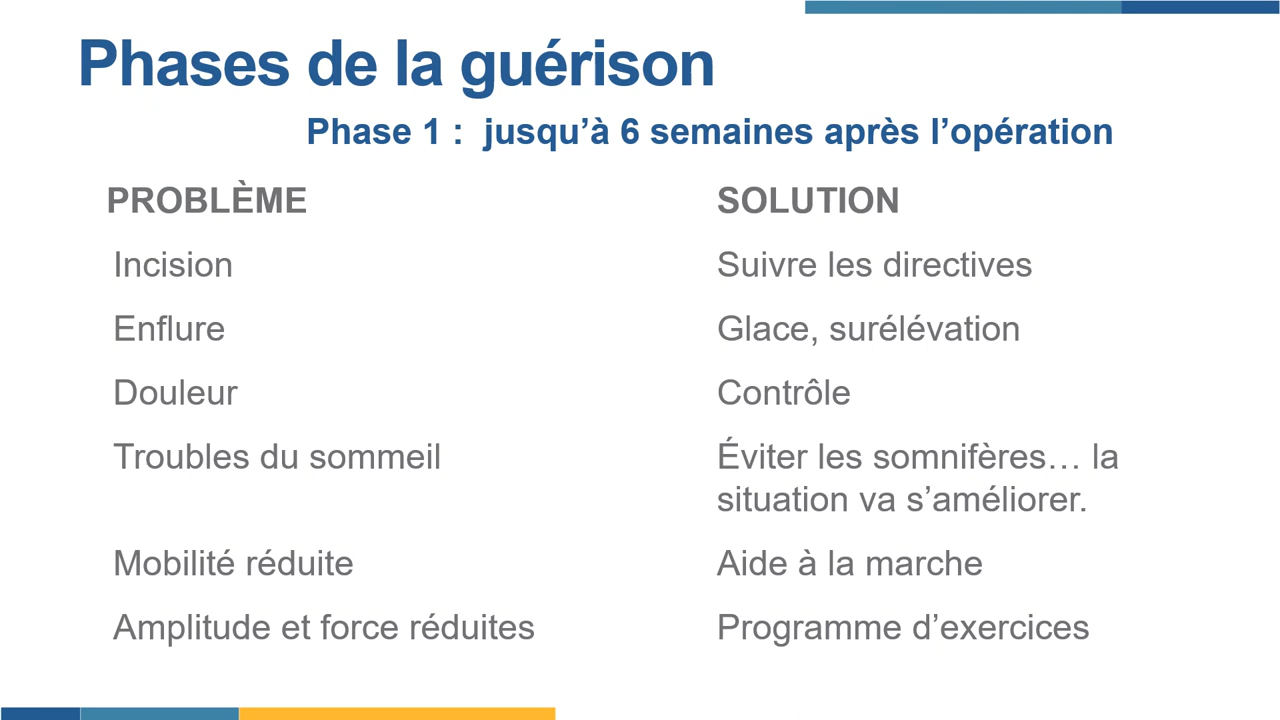 Phases de la guérison
Phase 1 :  jusqu’à 6 semaines après l’opération
PROBLÈME
SOLUTION
Incision
Suivre les directives
Enflure
Glace, surélévation
Douleur
Contrôle
Troubles du sommeil
Éviter les somnifères… la
situation va s’améliorer.
Mobilité réduite
Aide à la marche
Amplitude et force réduites
Programme d’exercices